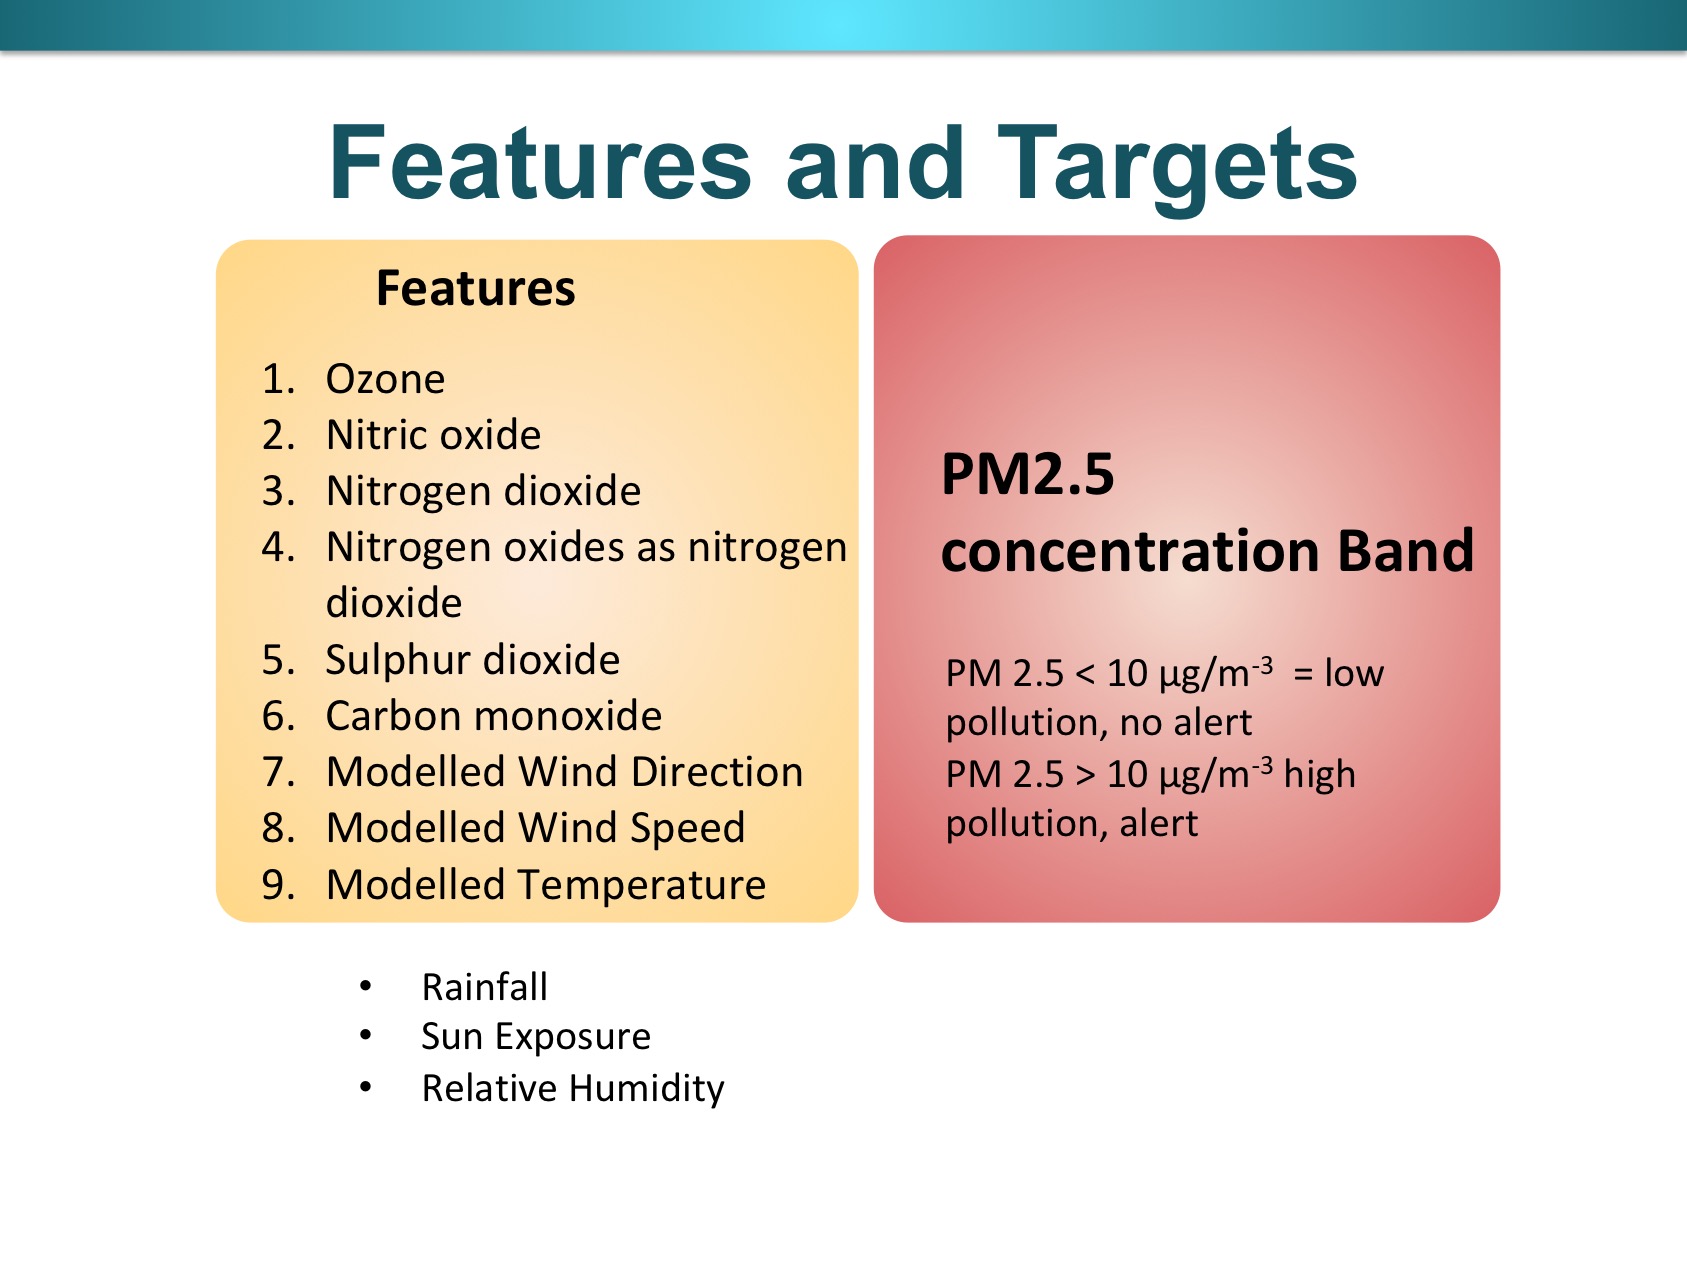 Features and Targets
Features
1. Ozone
2. Nitric oxide
3. Nitrogen dioxide
4. Nitrogen oxides as nitrogen
dioxide
5. Sulphur dioxide
6. Carbon monoxide
7. Modelled Wind Direction
8. Modelled Wind Speed
9. Modelled Temperature
PM2.5
concentration Band
PM 2.5 < 10 µg/m⁻³ = low
pollution, no alert
PM 2.5 > 10 µg/m⁻³ high
pollution, alert
• Rainfall
• Sun Exposure
• Relative Humidity